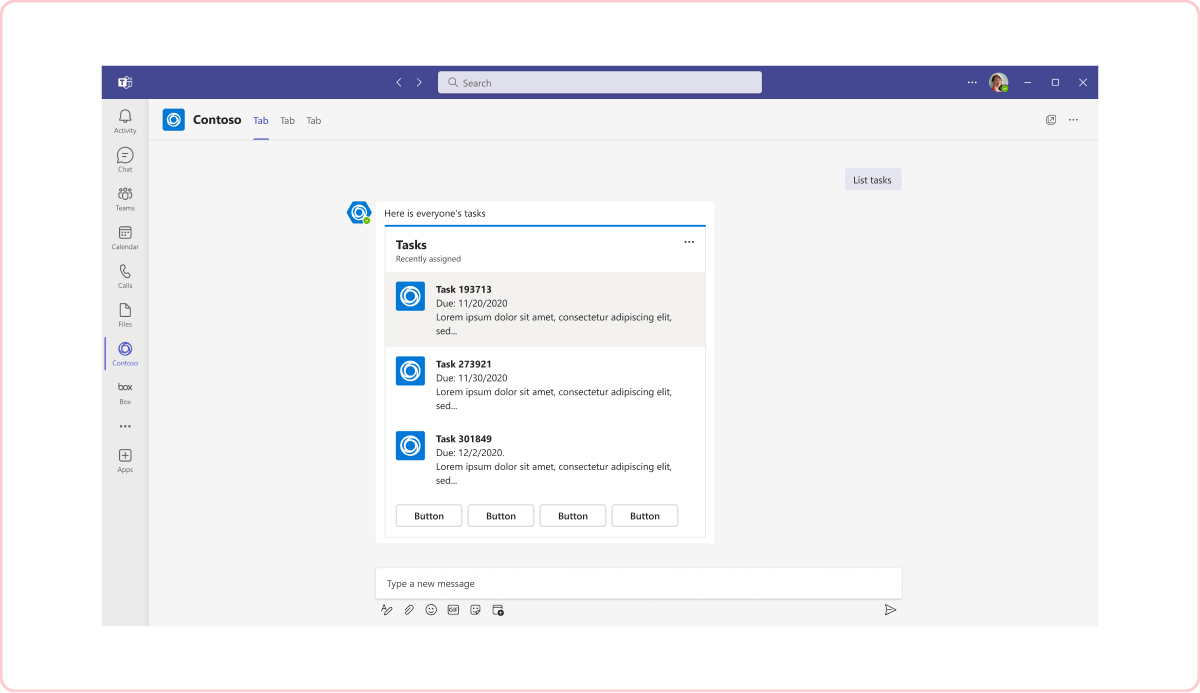 Search
Activity
Chat
Teams
Calendar
Calls
Files
Contoso
box
Box
Apps
Contoso
Tab
Tab
Tab
List tasks
Here is everyone's tasks
Tasks
Recently assigned
Task 193713
Due: 11/20/2020
Lorem ipsum dolor sit amet, consectetur adipiscing elit,
sed...
Task 273921
Due: 11/30/2020
Lorem ipsum dolor sit amet, consectetur adipiscing elit,
sed...
Task 301849
Due: 12/2/2020.
Lorem ipsum dolor sit amet, consectetur adipiscing elit,
sed...
Button
Button
Button
Button
Type a new message
GIF